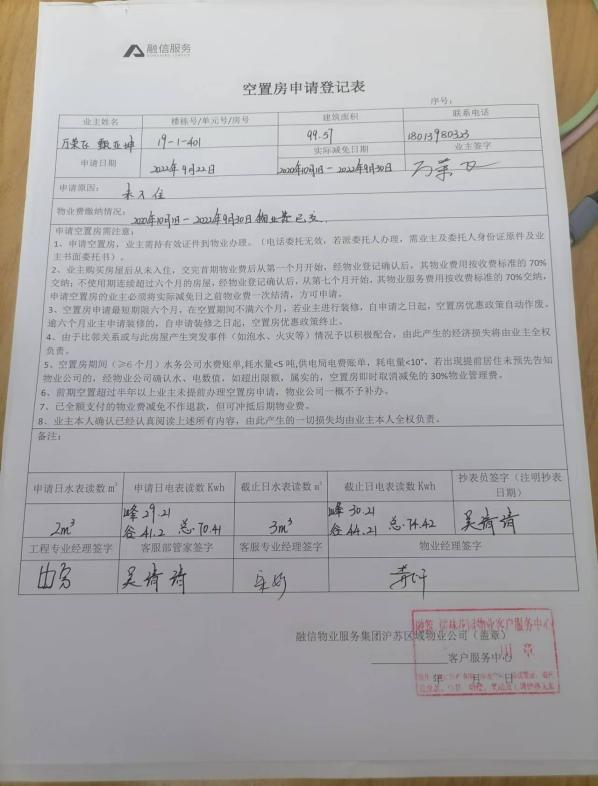 融信服务
空置房申请登记表
序号：
业主姓名 楼栋号/单元号/房号 建筑面积 联系电话
19-1-401 99.57 18013980323
申请日期 2022年9月22日 实际减免日期 业主签字
2020年10月1日-2022年9月30日
申请原因： 未入住
物业费缴纳情况： 2020年10月1日-2022年9月30日物业费已交.
申请空置房需注意：
1、申请空置房，业主需持有效证件到物业办理。（电话委托无效，若派委托人办理，需业主及委托人身份证原件及业
主书面委托书）。
2、业主购买房屋后从未入住，交完首期物业费后从第一个月开始，经物业登记确认后，其物业费用按收费标准的 70%
交纳；不使用期连续超过六个月的房屋，经物业登记确认后，从第七个月开始，其物业服务费用按收费标准的70%交纳，
申请空置房的业主必须将实际减免日之前物业费一次结清，方可申请。
3、空置房申请最短期限六个月，在空置期间不满六个月，若业主进行装修，自申请之日起，空置房优惠政策自动作废。
逾六个月业主申请装修的，自申请装修之日起，空置房优惠政策终止。
4、由于比邻关系或与此房屋产生突发事件（如泡水、火灾等）情况予以积极配合，由此产生的经济损失将由业主全权
负责。
5、空置房期间（≥6 个月）水务公司水费账单,耗水量<5 吨,供电局电费账单，耗电量<10°，若出现提前居住未预先告知
物业公司的，经物业公司确认水、电数值，如超出限额，属实的，空置房即时取消减免的 30%物业管理费。
6、前期空置超过半年以上业主未提前办理空置房申请，物业公司一概不予补办。
7、已全额支付的物业费减免不作退款，但可冲抵后期物业费。
8、业主本人确认已经认真阅读上述所有内容，由此产生的一切损失均由业主本人全权负责。
备注：
申请日水表读数 m³ 申请日电表读数 Kwh 截止日水表读数 m³ 截止日电表读数 Kwh 抄表员签字（注明抄表
日期）
2m³ 峰29.21 3m³ 峰 30.21
谷41.2 总.70.41 谷44.21 总.74.42
工程专业经理签字 客服部管家签字 客服专业经理签字 物业经理签字
融信物业服务集团沪苏区域物业公司（盖章）
客户服务中心
年 月 日
物业客户服务中心
用 章